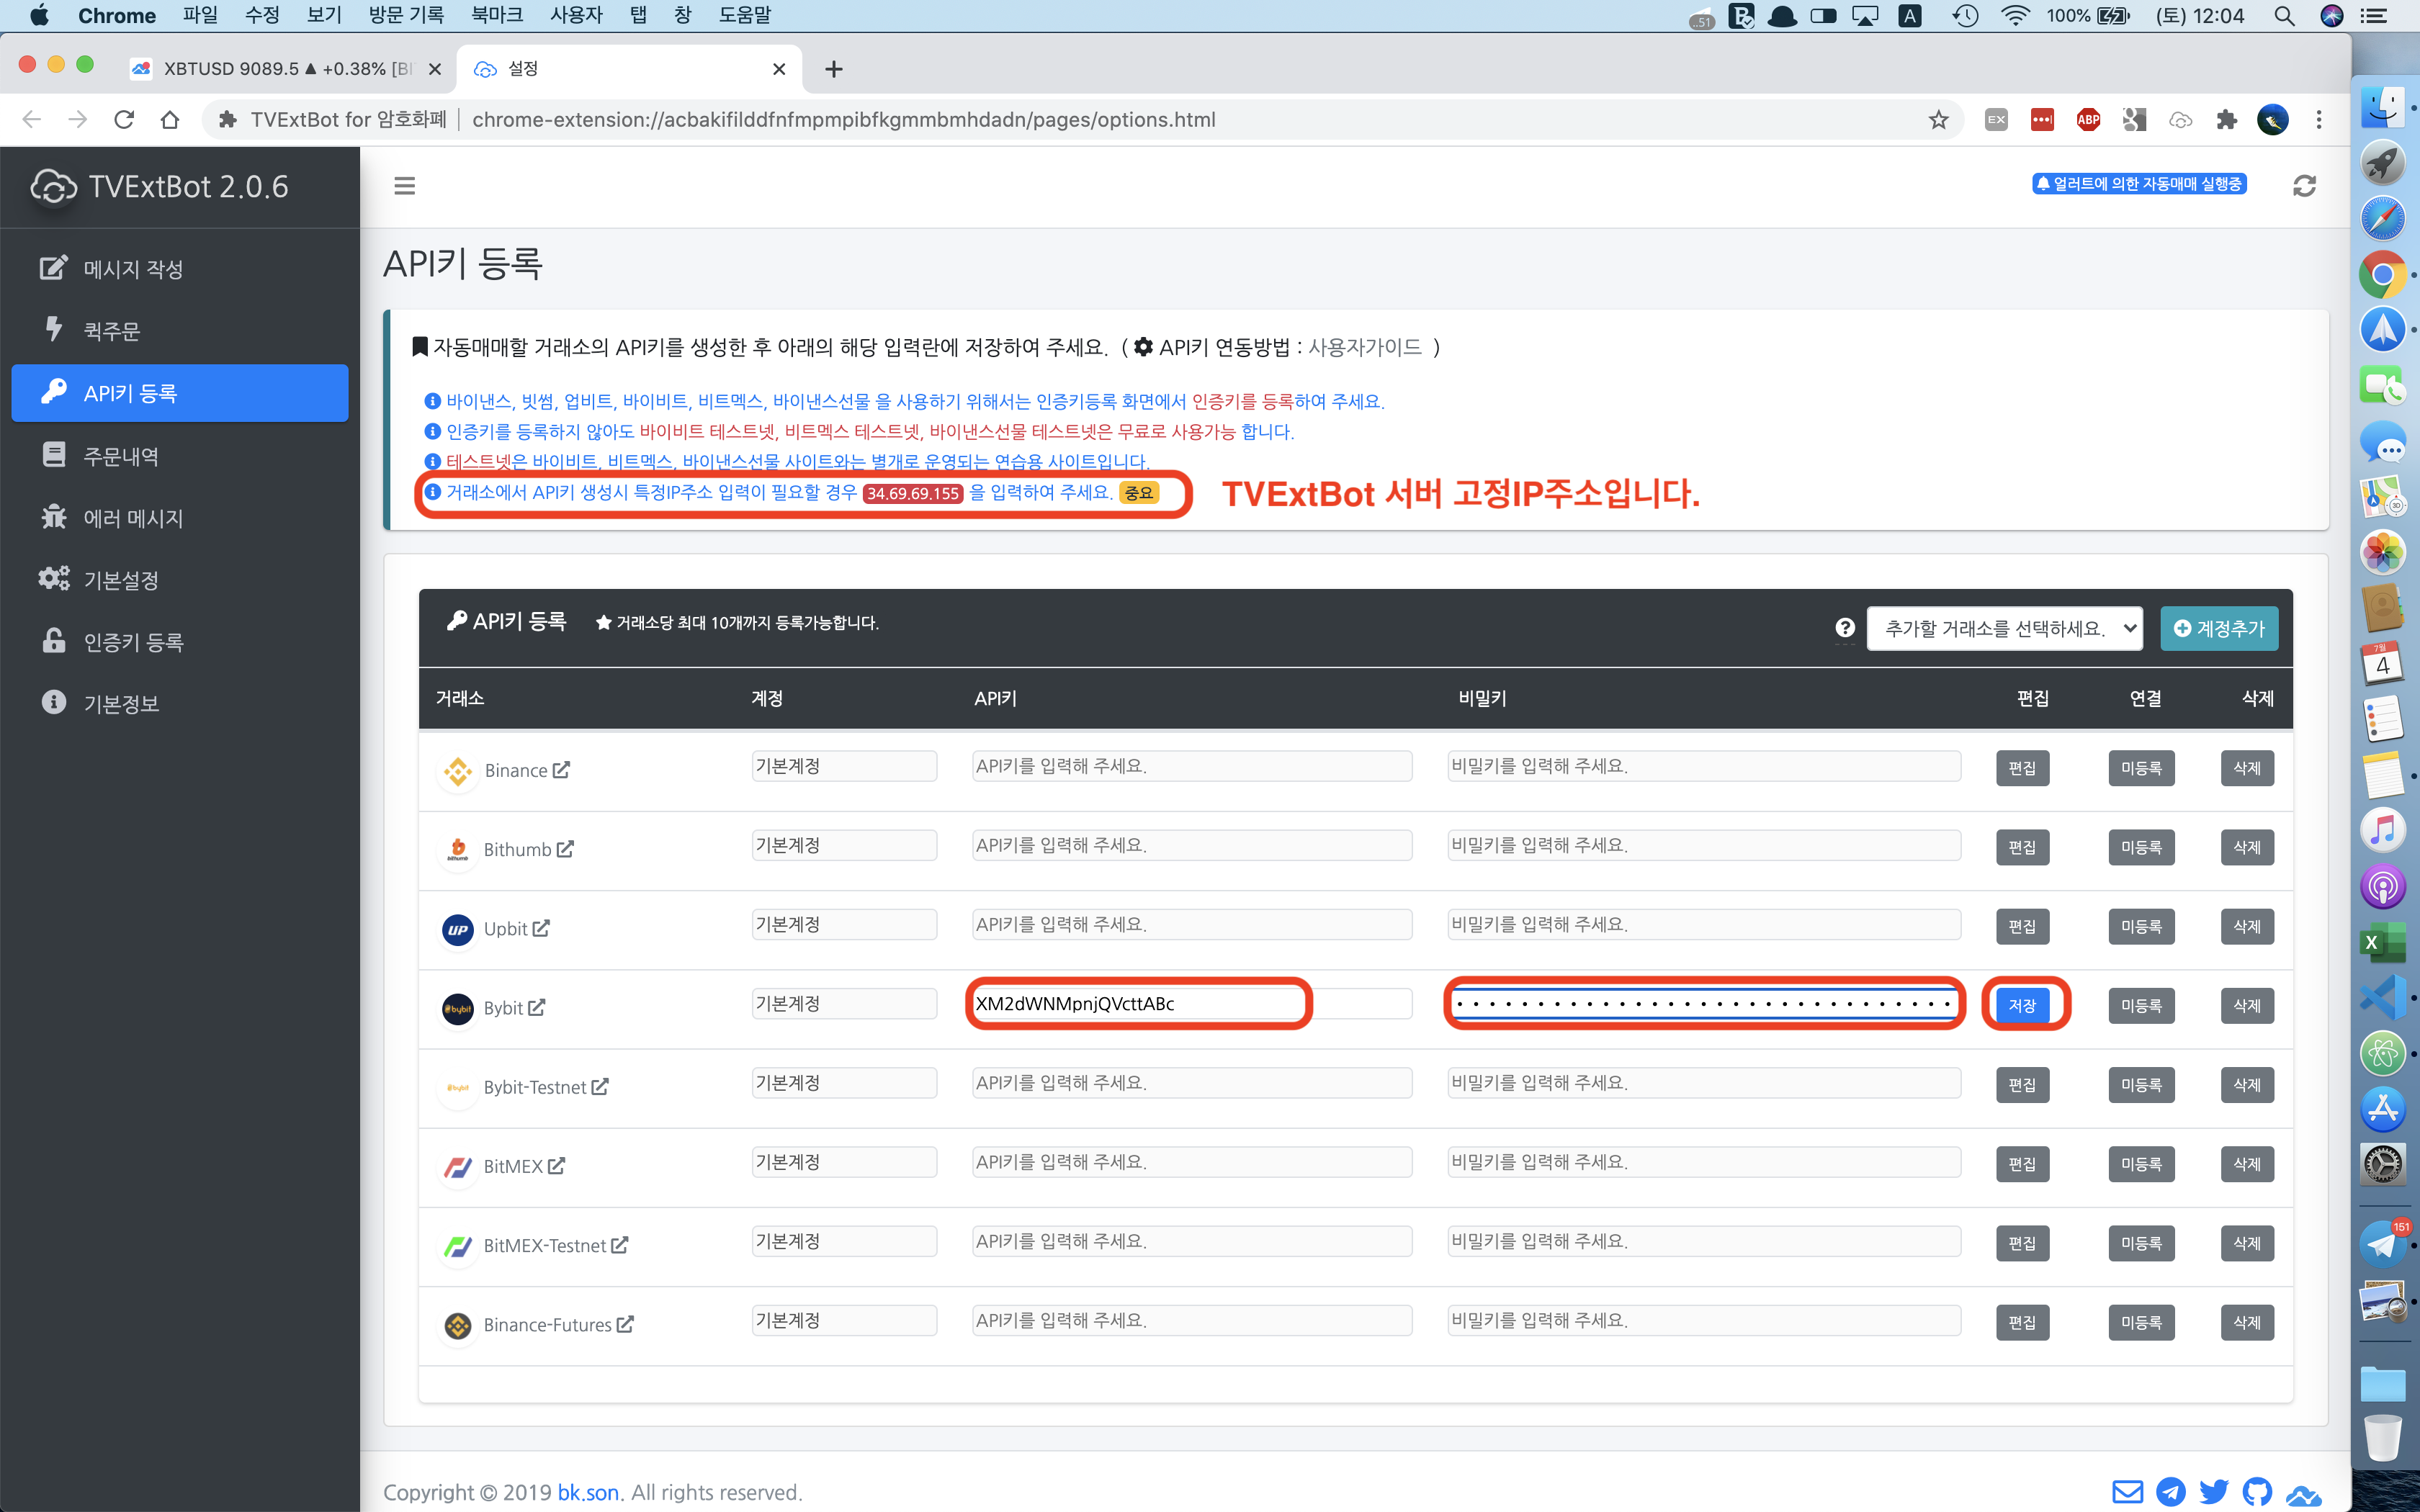 Chrome 파일 수정 보기 방문 기록 북마크 사용자 탭 창 도움말 ..51 A 100% (토) 12:04
XBTUSD 9089.5 ▲ +0.38% [BI 설정
TVExtBot for 암호화폐 chrome-extension://acbakifilddfnfmpmpibfkgmmbmhdadn/pages/options.html EX ABP
TVExtBot 2.0.6
얼러트에 의한 자동매매 실행중
메시지 작성
퀵주문
API키 등록
주문내역
에러 메시지
기본설정
인증키 등록
기본정보
API키 등록
자동매매할 거래소의 API키를 생성한 후 아래의 해당 입력란에 저장하여 주세요. ( API키 연동방법 : 사용자가이드 )
바이낸스, 빗썸, 업비트, 바이비트, 비트멕스, 바이낸스선물 을 사용하기 위해서는 인증키등록 화면에서 인증키를 등록하여 주세요.
인증키를 등록하지 않아도 바이비트 테스트넷, 비트멕스 테스트넷, 바이낸스선물 테스트넷은 무료로 사용가능 합니다.
테스트넷은 바이비트, 비트멕스, 바이낸스선물 사이트와는 별개로 운영되는 연습용 사이트입니다.
거래소에서 API키 생성시 특정IP주소 입력이 필요할 경우 34.69.69.155 을 입력하여 주세요. 중요
TVExtBot 서버 고정IP주소입니다.
API키 등록 ★ 거래소당 최대 10개까지 등록가능합니다. 추가할 거래소를 선택하세요. 계정추가
거래소 계정 API키 비밀키 편집 연결 삭제
Binance 기본계정 API키를 입력해 주세요. 비밀키를 입력해 주세요. 편집 미등록 삭제
bithumb Bithumb 기본계정 API키를 입력해 주세요. 비밀키를 입력해 주세요. 편집 미등록 삭제
UP Upbit 기본계정 API키를 입력해 주세요. 비밀키를 입력해 주세요. 편집 미등록 삭제
bybit Bybit 기본계정 XM2dWNMpnjQVcttABc 저장 미등록 삭제
bybit Bybit-Testnet 기본계정 API키를 입력해 주세요. 비밀키를 입력해 주세요. 편집 미등록 삭제
BitMEX 기본계정 API키를 입력해 주세요. 비밀키를 입력해 주세요. 편집 미등록 삭제
BitMEX-Testnet 기본계정 API키를 입력해 주세요. 비밀키를 입력해 주세요. 편집 미등록 삭제
Binance-Futures 기본계정 API키를 입력해 주세요. 비밀키를 입력해 주세요. 편집 미등록 삭제
Copyright © 2019 bk.son. All rights reserved.
7월
4
X
151